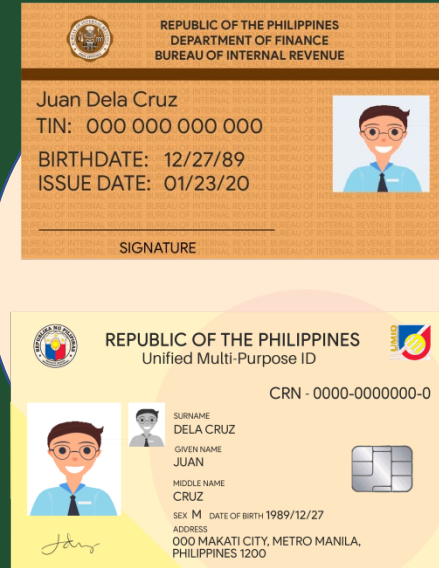 REPUBLIC OF THE PHILIPPINES
DEPARTMENT OF FINANCE
BUREAU OF INTERNAL REVENUE
Juan Dela Cruz
TIN: 000 000 000 000
BIRTHDATE: 12/27/89
ISSUE DATE: 01/23/20
SIGNATURE
REPUBLIC OF THE PHILIPPINES
Unified Multi-Purpose ID
UMID
CRN - 0000-0000000-0
SURNAME
DELA CRUZ
GIVEN NAME
JUAN
MIDDLE NAME
CRUZ
SEX M DATE OF BIRTH 1989/12/27
ADDRESS
000 MAKATI CITY, METRO MANILA,
PHILIPPINES 1200